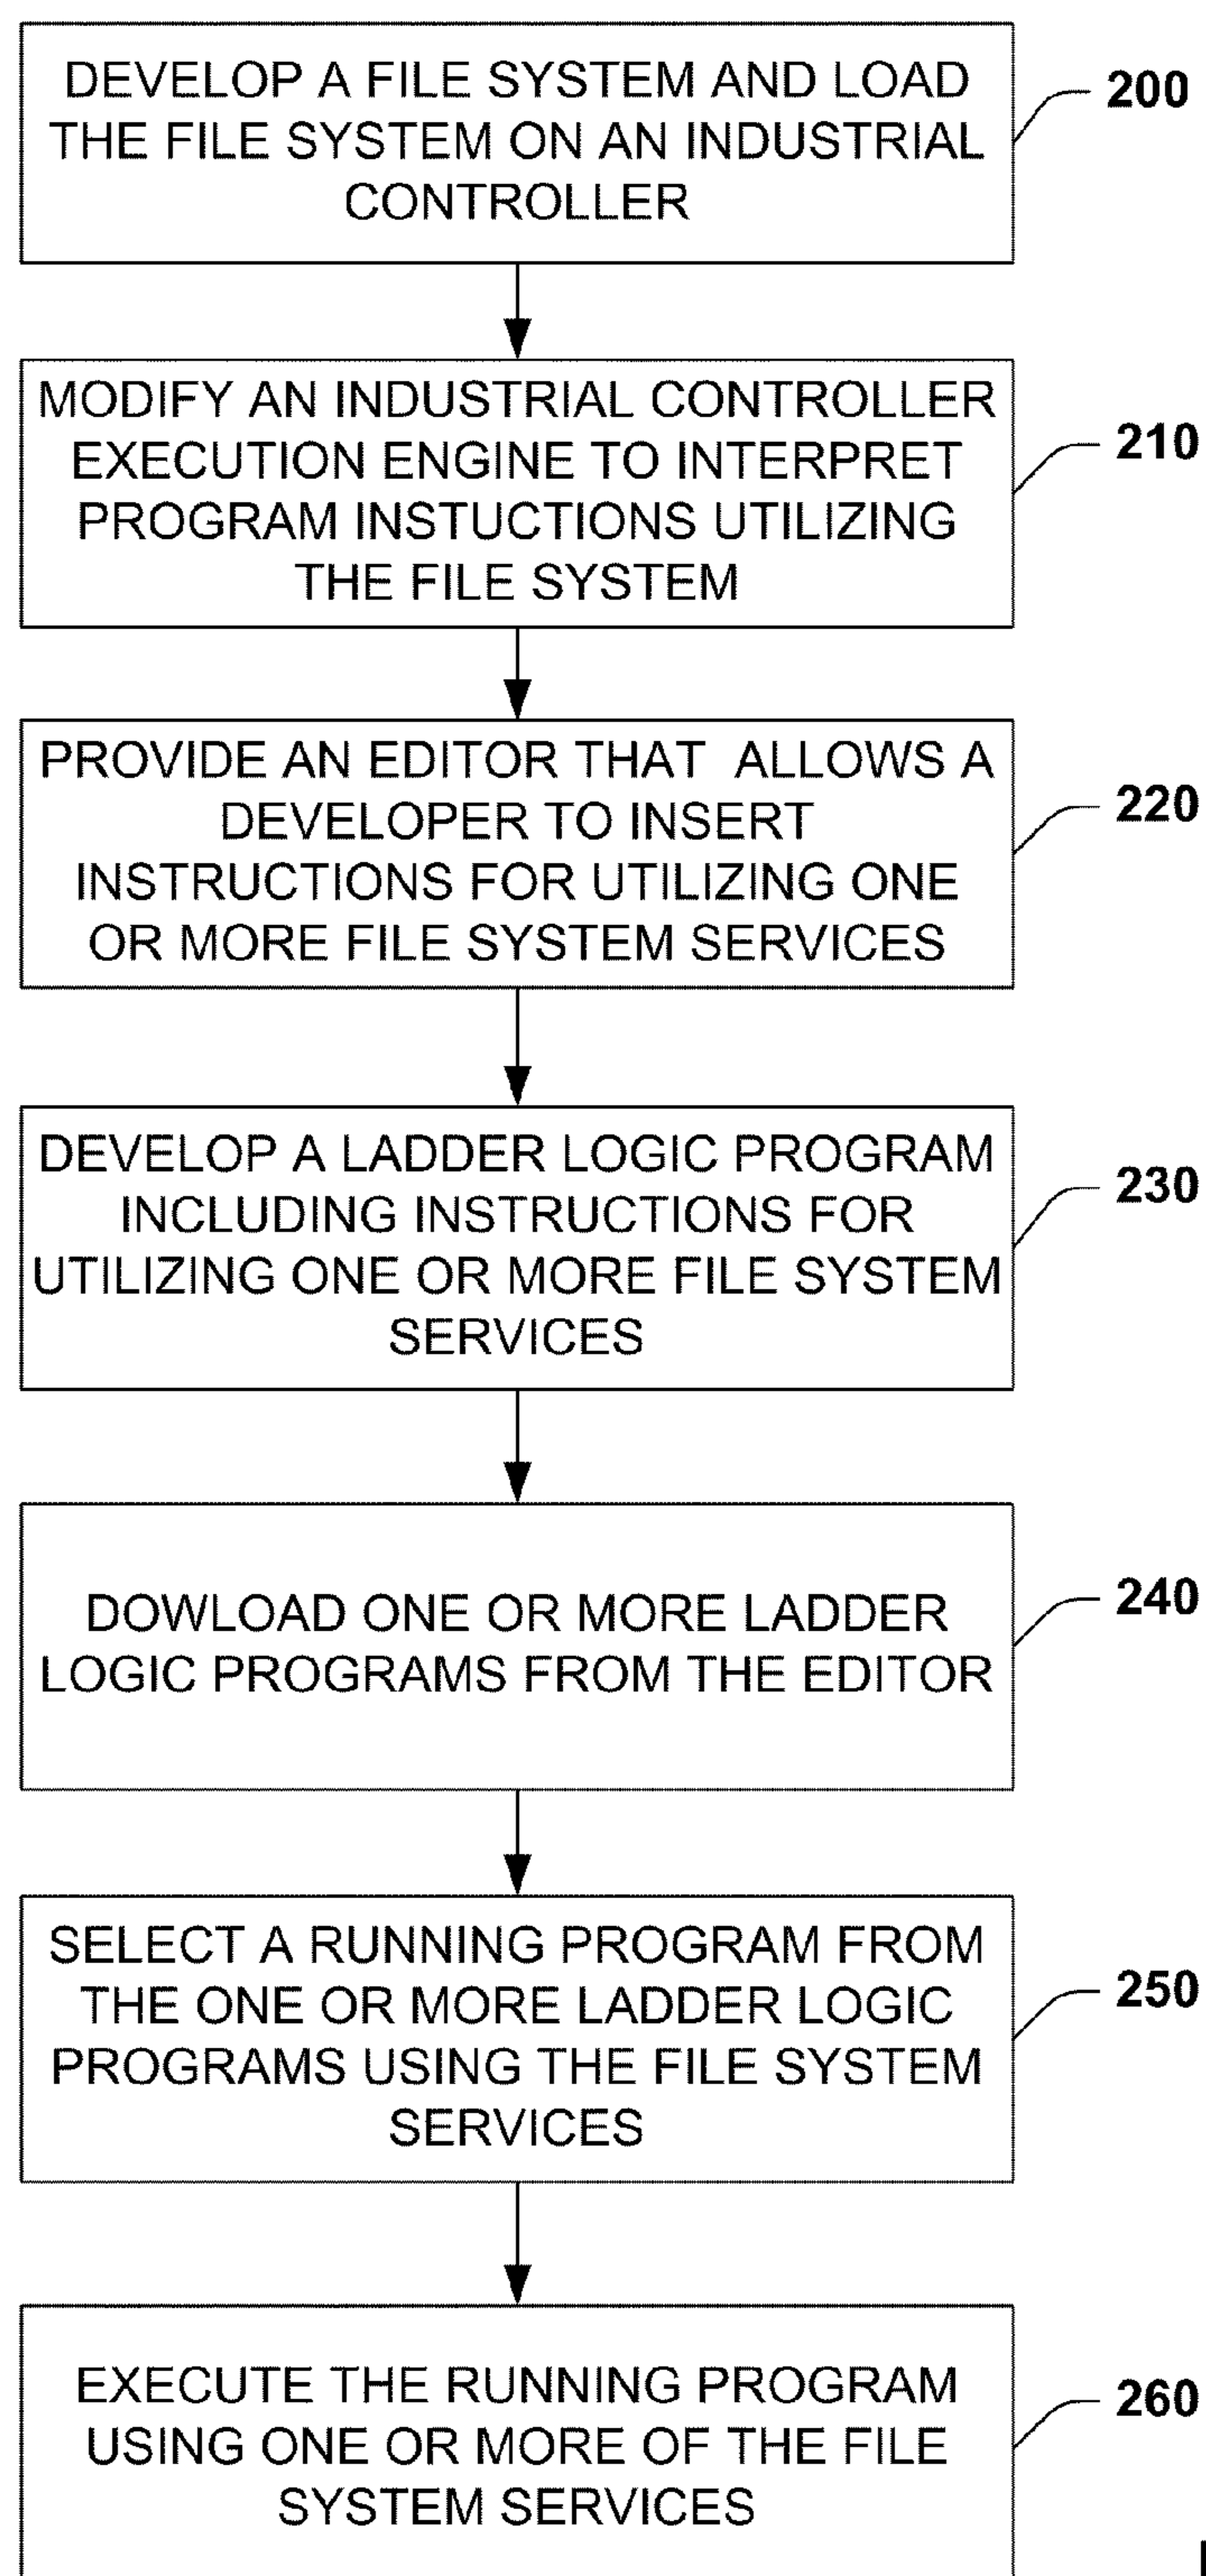 DEVELOP A FILE SYSTEM AND LOAD
THE FILE SYSTEM ON AN INDUSTRIAL
CONTROLLER
200
MODIFY AN INDUSTRIAL CONTROLLER
EXECUTION ENGINE TO INTERPRET
PROGRAM INSTUCTIONS UTILIZING
THE FILE SYSTEM
210
PROVIDE AN EDITOR THAT ALLOWS A
DEVELOPER TO INSERT
INSTRUCTIONS FOR UTILIZING ONE
OR MORE FILE SYSTEM SERVICES
220
DEVELOP A LADDER LOGIC PROGRAM
INCLUDING INSTRUCTIONS FOR
UTILIZING ONE OR MORE FILE SYSTEM
SERVICES
230
DOWLOAD ONE OR MORE LADDER
LOGIC PROGRAMS FROM THE EDITOR
240
SELECT A RUNNING PROGRAM FROM
THE ONE OR MORE LADDER LOGIC
PROGRAMS USING THE FILE SYSTEM
SERVICES
250
EXECUTE THE RUNNING PROGRAM
USING ONE OR MORE OF THE FILE
SYSTEM SERVICES
260